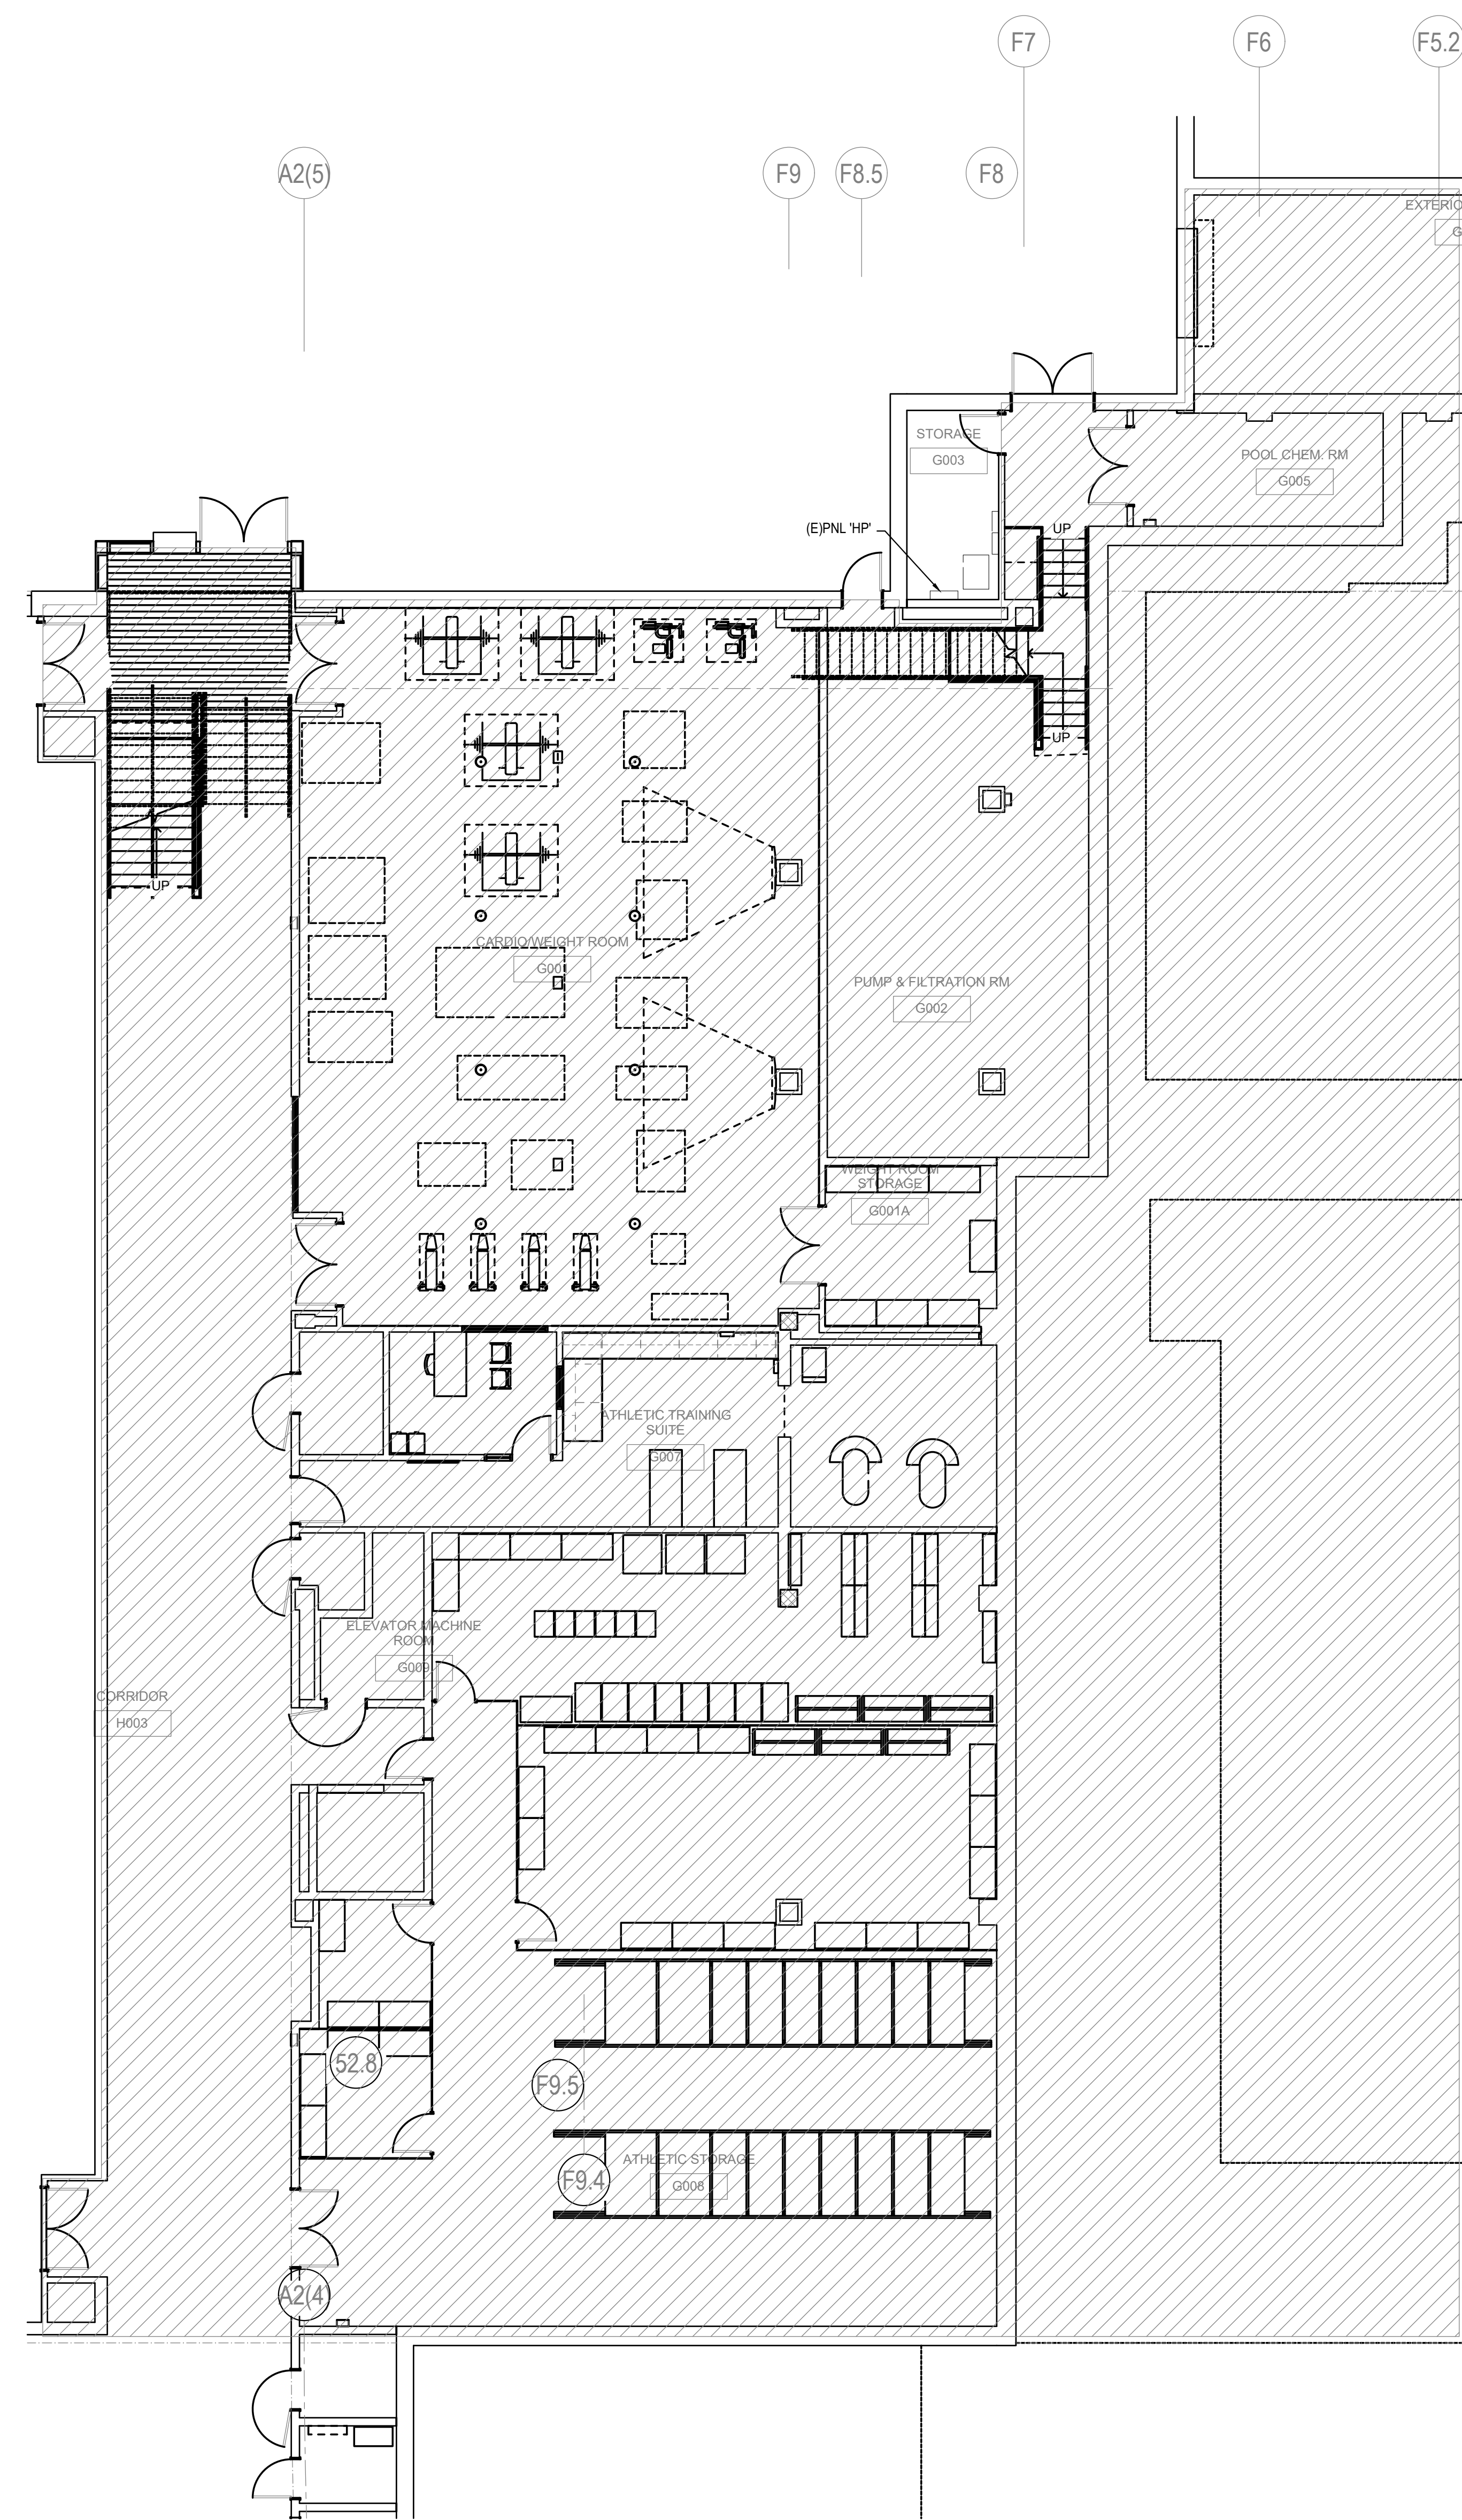 F7
F6
F5.2
A2(5)
F9
F8.5
F8
EXTERIO
G
STORAGE
G003
POOL CHEM. RM
G005
(E)PNL 'HP'
UP
UP
UP
CARDIO/WEIGHT ROOM
G00
PUMP & FILTRATION RM
G002
WEIGHT ROOM
STORAGE
G001A
ATHLETIC TRAINING
SUITE
G007
ELEVATOR MACHINE
ROOM
G009
CORRIDOR
H003
52.8
F9.5
ATHLETIC STORAGE
G008
F9.4
A2(4)